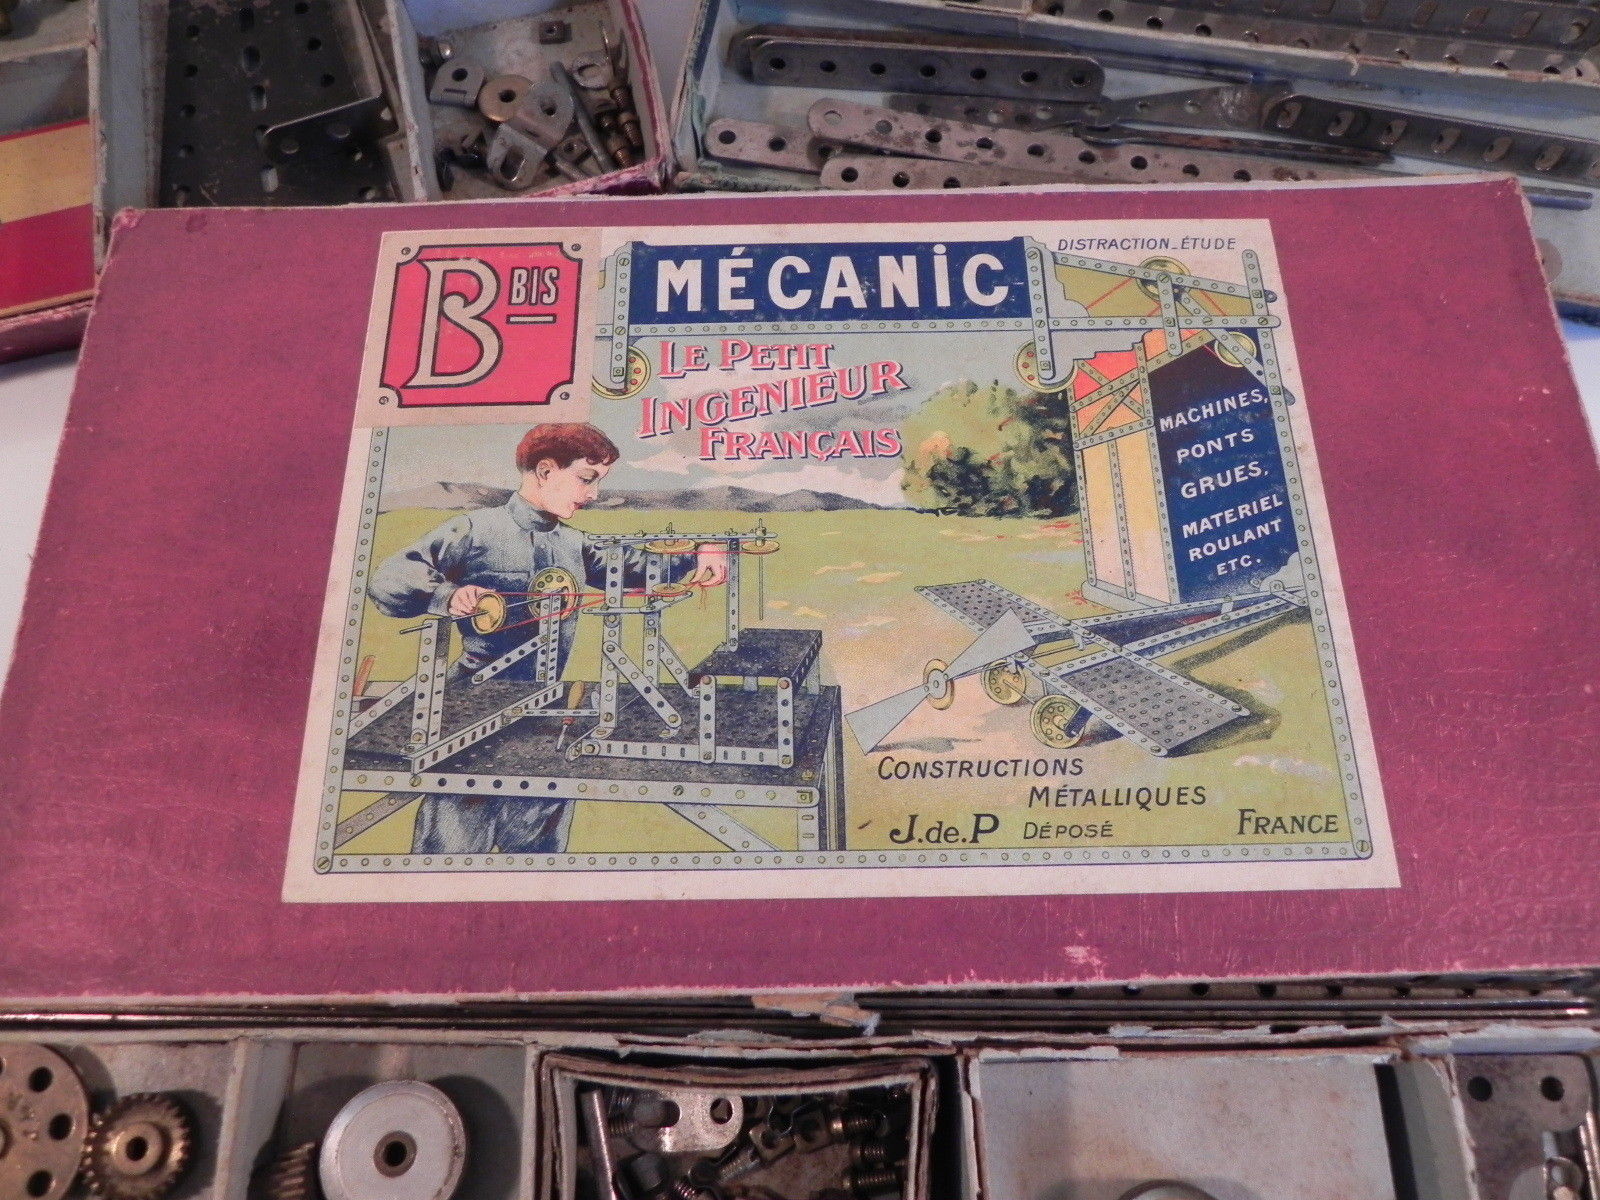 B BIS
MÉCANIC
DISTRACTION_ÉTUDE
LE PETIT
INGENIEUR
FRANÇAIS
MACHINES,
PONTS
GRUES,
MATERIEL
ROULANT
ETC.
CONSTRUCTIONS
MÉTALLIQUES
J.de.P DÉPOSÉ
FRANCE